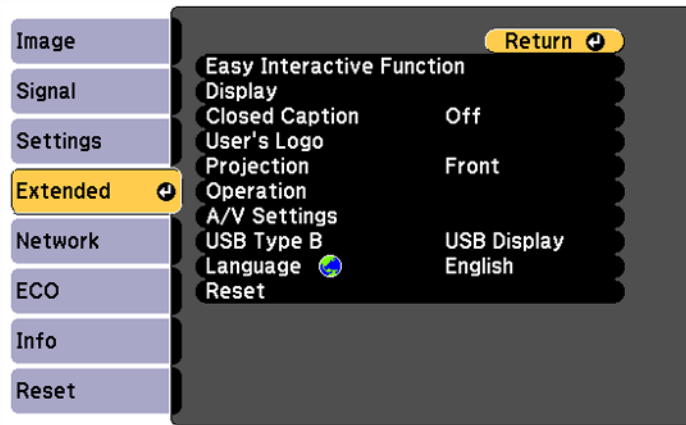 Image
Signal
Settings
Extended
Network
ECO
Info
Reset
Return
Easy Interactive Function
Display
Closed Caption Off
User's Logo
Projection Front
Operation
A/V Settings
USB Type B USB Display
Language English
Reset